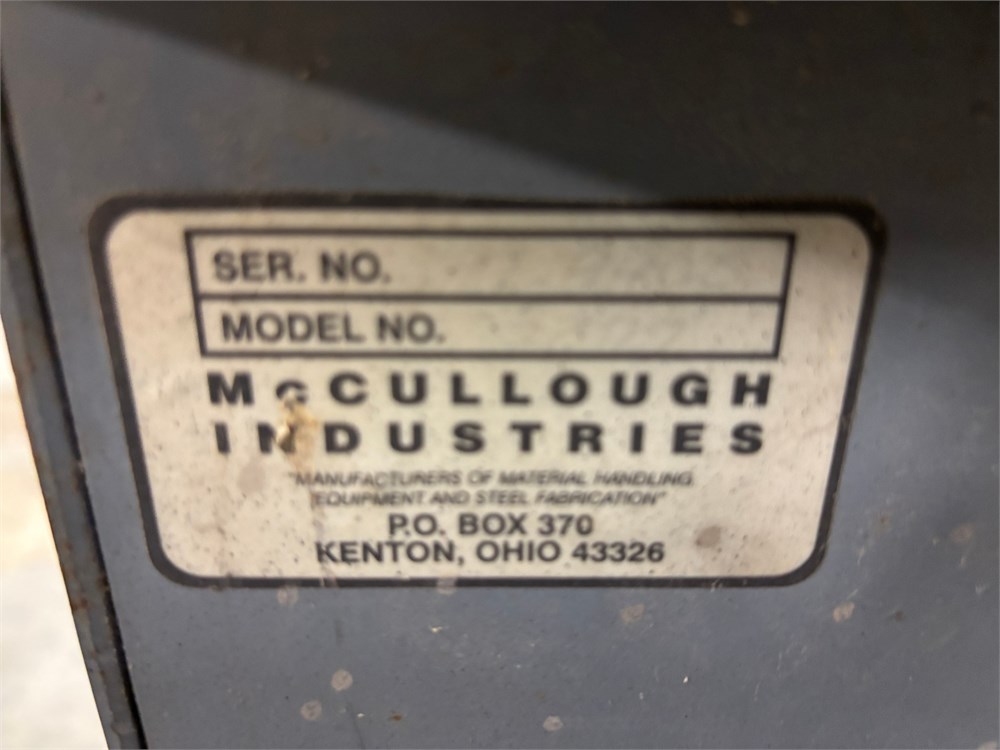 SER. NO.
MODEL NO.
McCULLOUGH
INDUSTRIES
"MANUFACTURERS OF MATERIAL HANDLING
EQUIPMENT AND STEEL FABRICATION"
P.O. BOX 370
KENTON, OHIO 43326